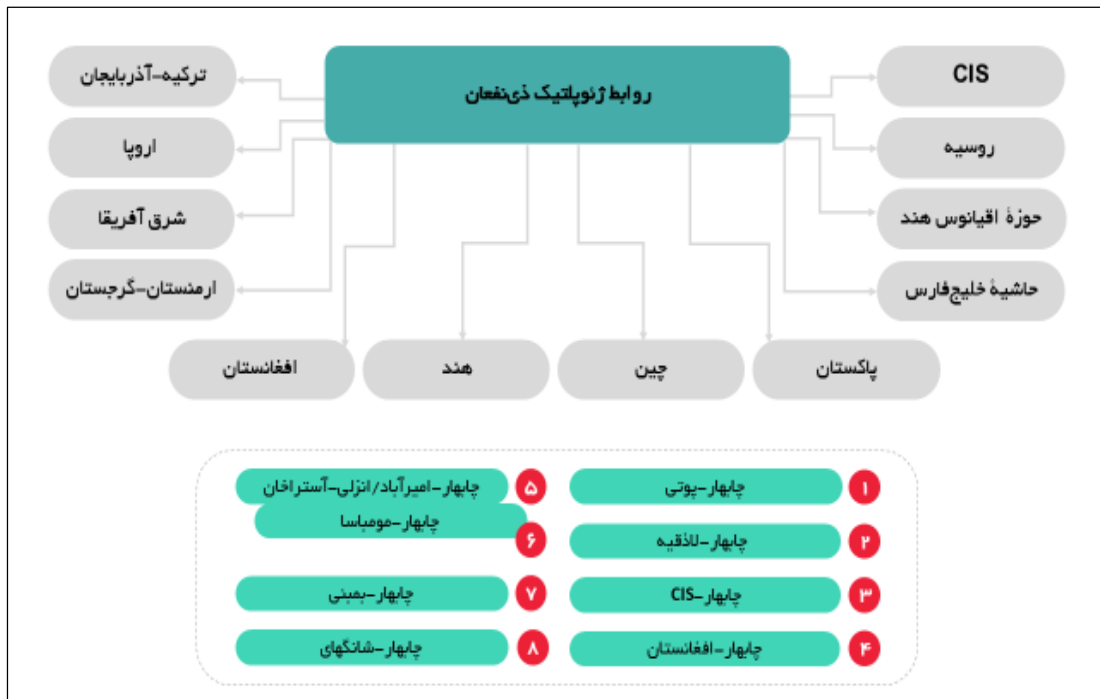 روابط ژئوپلتیک ذی‌نفعان
CIS
روسیه
حوزهٔ اقیانوس هند
حاشیهٔ خلیج‌فارس
ترکیه-آذربایجان
اروپا
شرق آفریقا
ارمنستان-گرجستان
پاکستان
چین
هند
افغانستان
۱ چابهار-پوتی
۲ چابهار-لاذقیه
۳ چابهار-CIS
۴ چابهار-افغانستان
۵ چابهار-امیرآباد/انزلی-آستراخان
۶ چابهار-مومباسا
۷ چابهار-بمبئی
۸ چابهار-شانگهای